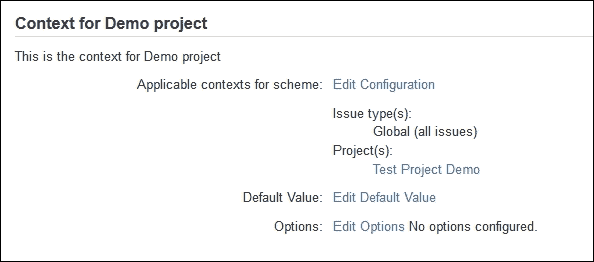 Context for Demo project
This is the context for Demo project
Applicable contexts for scheme: Edit Configuration
Issue type(s):
Global (all issues)
Project(s):
Test Project Demo
Default Value: Edit Default Value
Options: Edit Options No options configured.